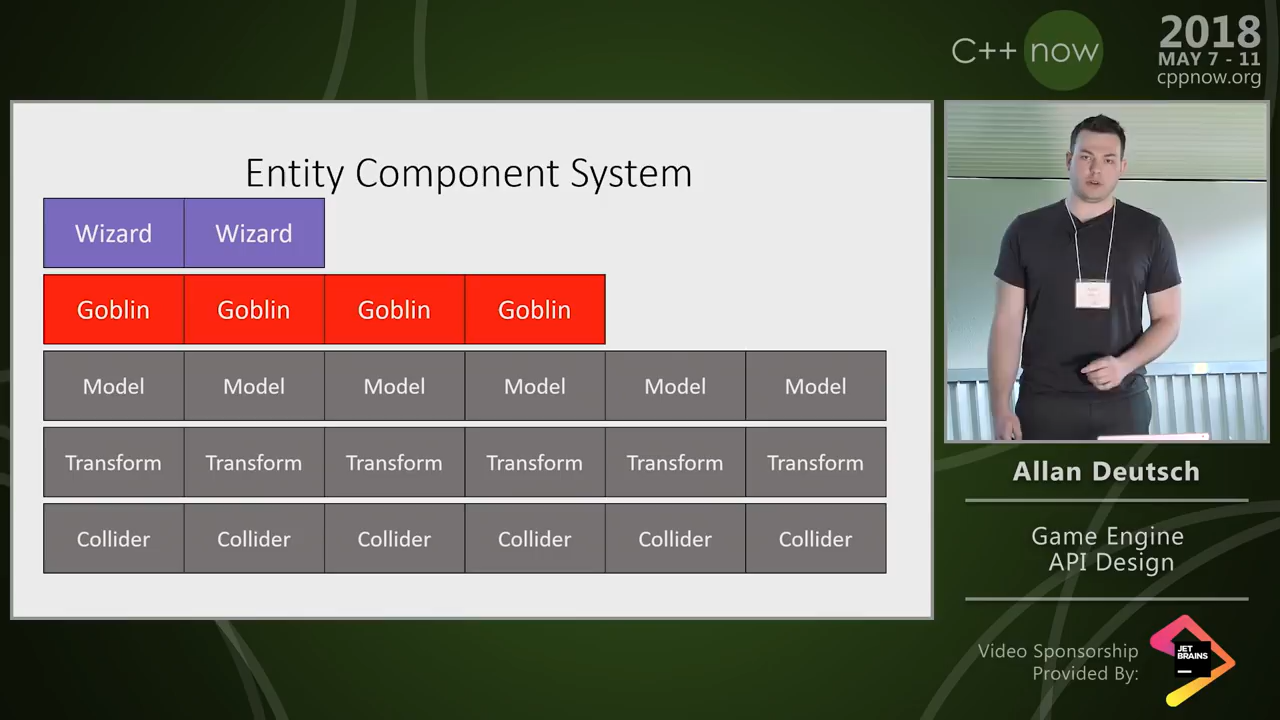 C++ now
2018
MAY 7 - 11
cppnow.org
Entity Component System
Wizard Wizard
Goblin Goblin Goblin Goblin
Model Model Model Model Model Model
Transform Transform Transform Transform Transform Transform
Collider Collider Collider Collider Collider Collider
Allan Deutsch
Game Engine
API Design
Video Sponsorship
Provided By:
JET
BRAINS